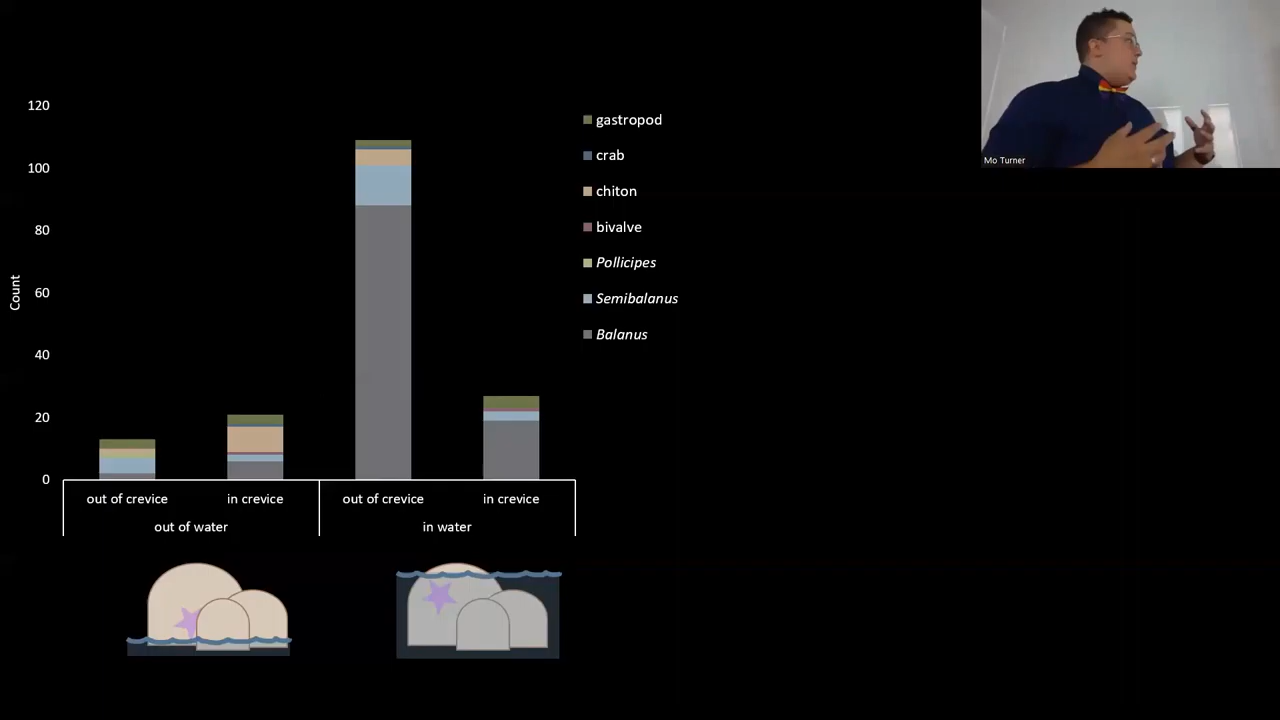 Mo Turner
120
100
80
60
40
20
0
Count
gastropod
crab
chiton
bivalve
Pollicipes
Semibalanus
Balanus
out of crevice
in crevice
out of crevice
in crevice
out of water
in water